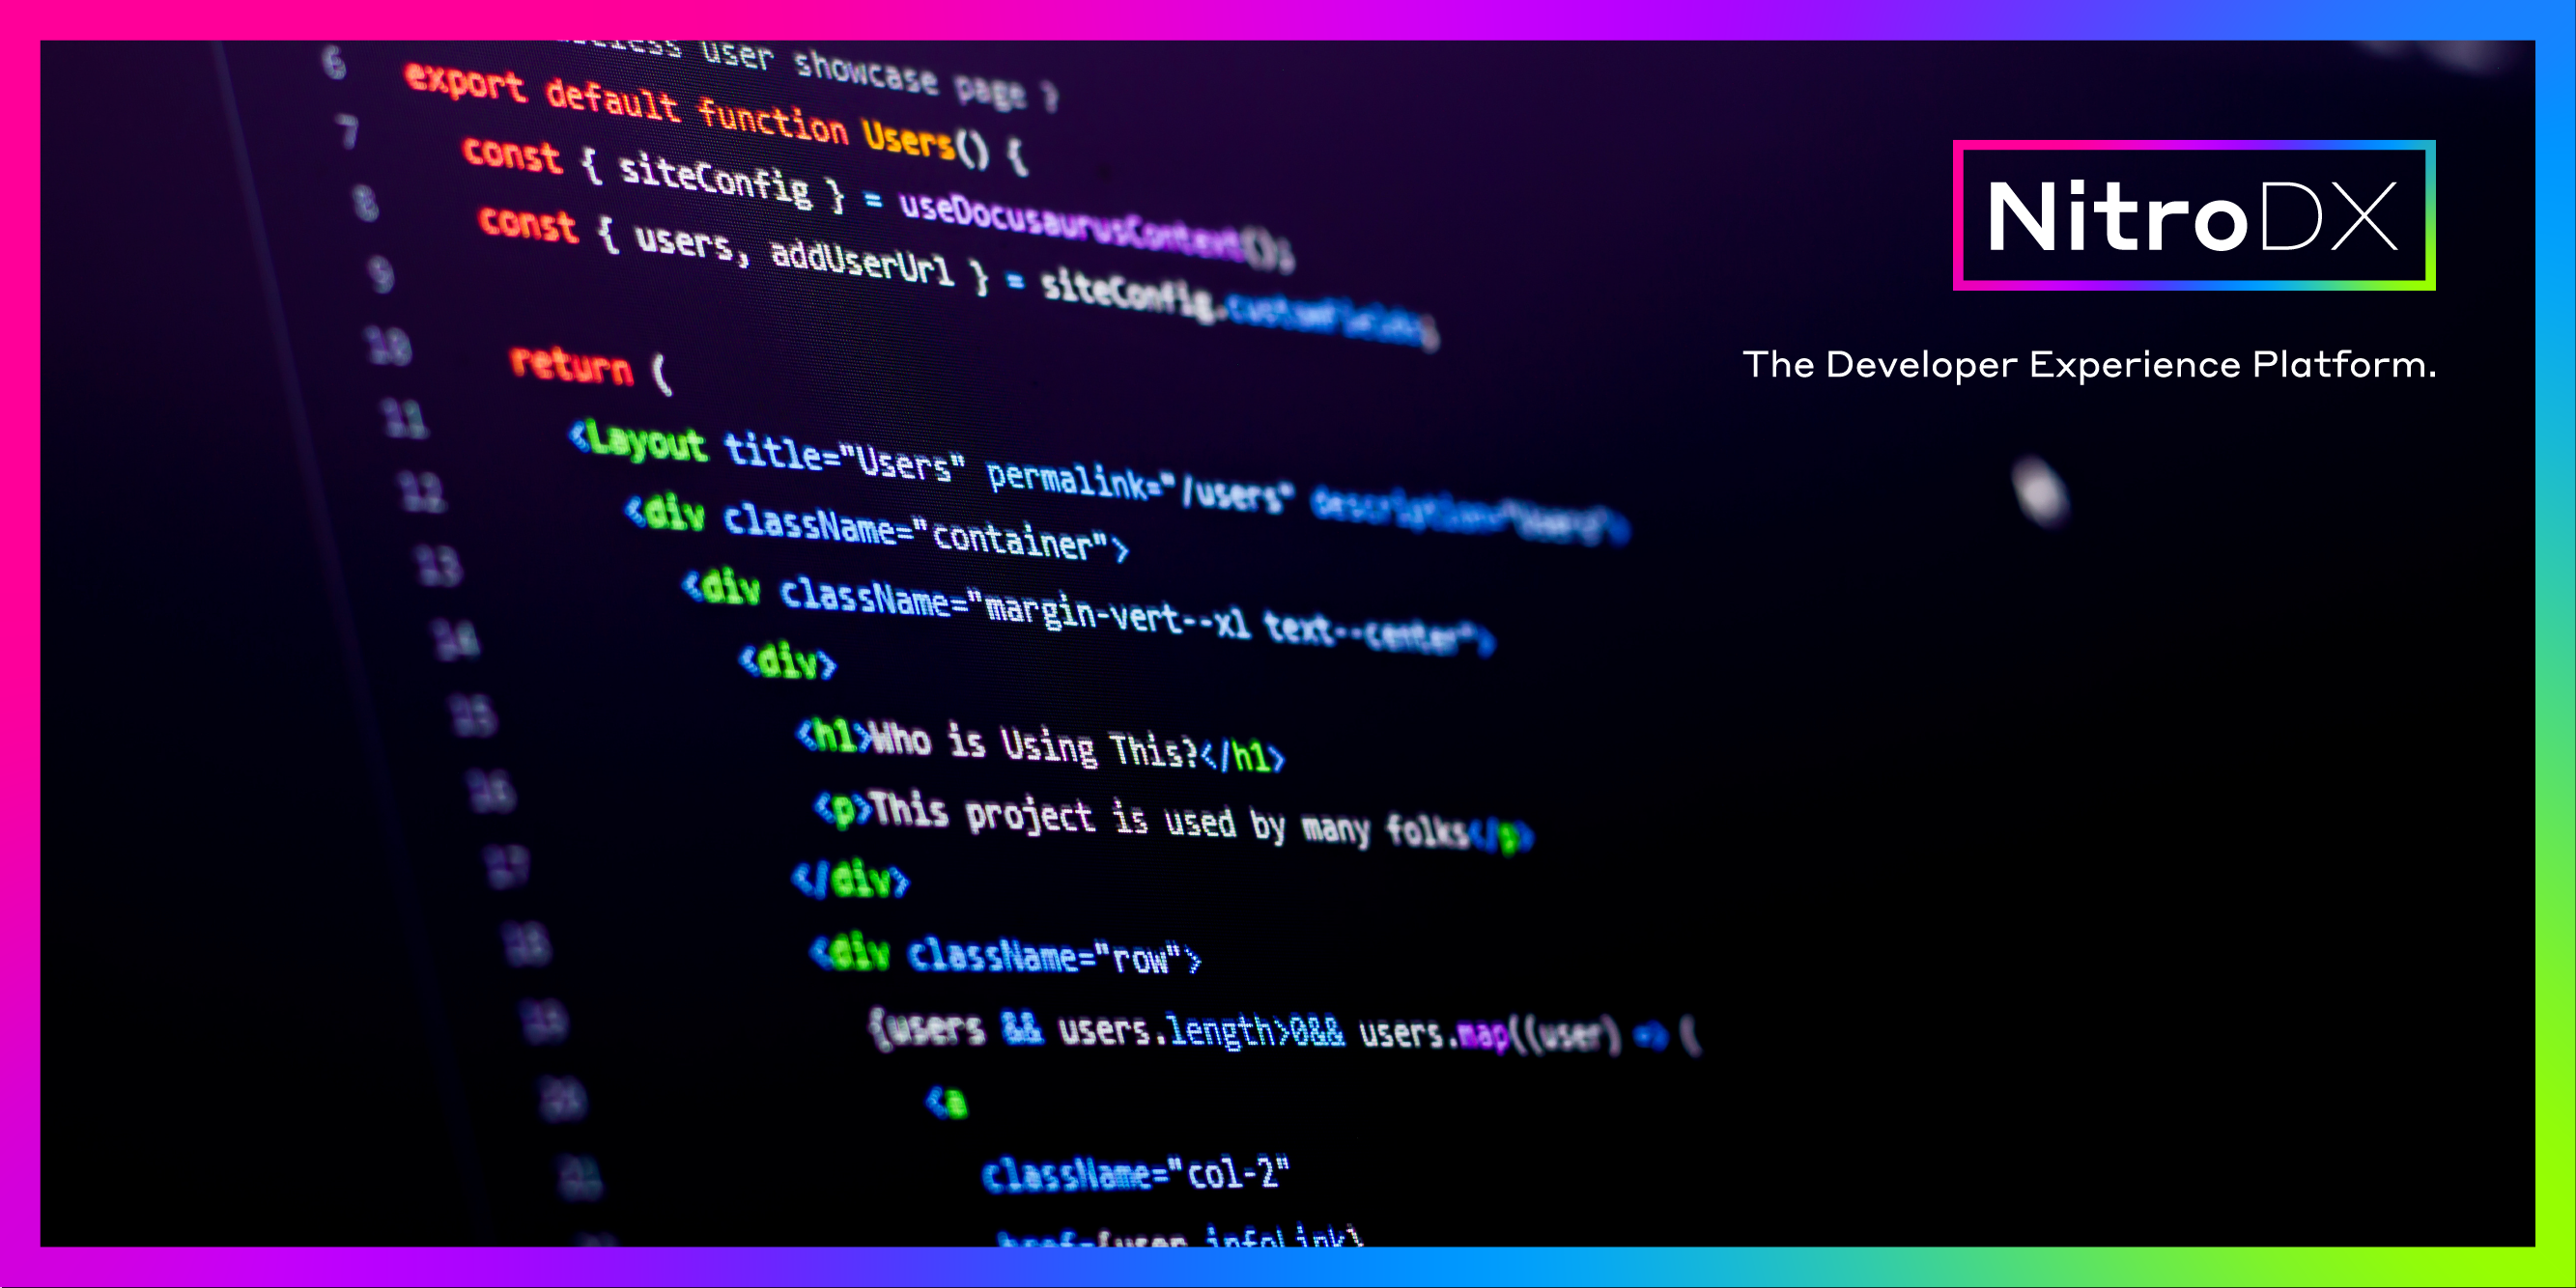 user showcase page }
6 export default function Users() {
7 const { siteConfig } = useDocusaurusContext();
8 const { users, addUserUrl } = siteConfig.customFields;
9
10 return (
11 <Layout title="Users" permalink="/users" description="Users">
12 <div className="container">
13 <div className="margin-vert--xl text--center">
14 <div>
15 <h1>Who is Using This?</h1>
16 <p>This project is used by many folks</p>
17 </div>
18 <div className="row">
19 {users && users.length>0&& users.map((user) => (
20 <a
21 className="col-2"
href={user.infoLink}
NitroDX
The Developer Experience Platform.